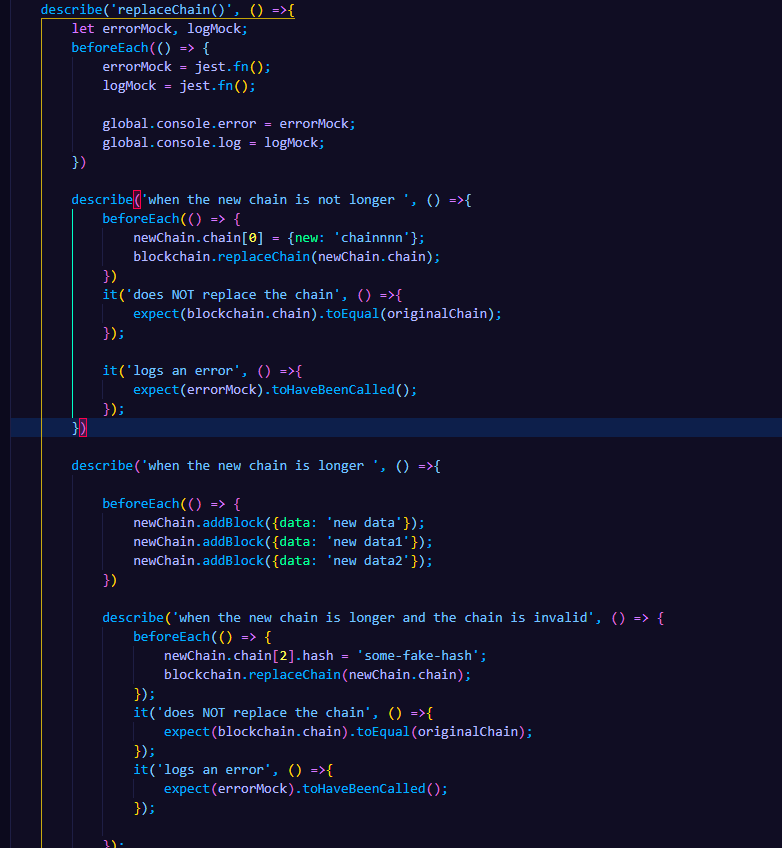 describe('replaceChain()', () =>{
let errorMock, logMock;
beforeEach(() => {
errorMock = jest.fn();
logMock = jest.fn();
global.console.error = errorMock;
global.console.log = logMock;
})
describe('when the new chain is not longer ', () =>{
beforeEach(() => {
newChain.chain[0] = {new: 'chainnnn'};
blockchain.replaceChain(newChain.chain);
})
it('does NOT replace the chain', () =>{
expect(blockchain.chain).toEqual(originalChain);
});
it('logs an error', () =>{
expect(errorMock).toHaveBeenCalled();
});
})
describe('when the new chain is longer ', () =>{
beforeEach(() => {
newChain.addBlock({data: 'new data'});
newChain.addBlock({data: 'new data1'});
newChain.addBlock({data: 'new data2'});
})
describe('when the new chain is longer and the chain is invalid', () => {
beforeEach(() => {
newChain.chain[2].hash = 'some-fake-hash';
blockchain.replaceChain(newChain.chain);
});
it('does NOT replace the chain', () =>{
expect(blockchain.chain).toEqual(originalChain);
});
it('logs an error', () =>{
expect(errorMock).toHaveBeenCalled();
});
});